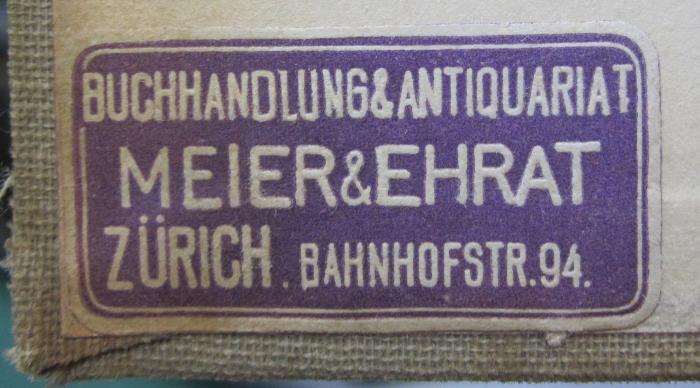 BUCHHANDLUNG&ANTIQUARIAT
MEIER&EHRAT
ZÜRICH. BAHNHOFSTR.94.